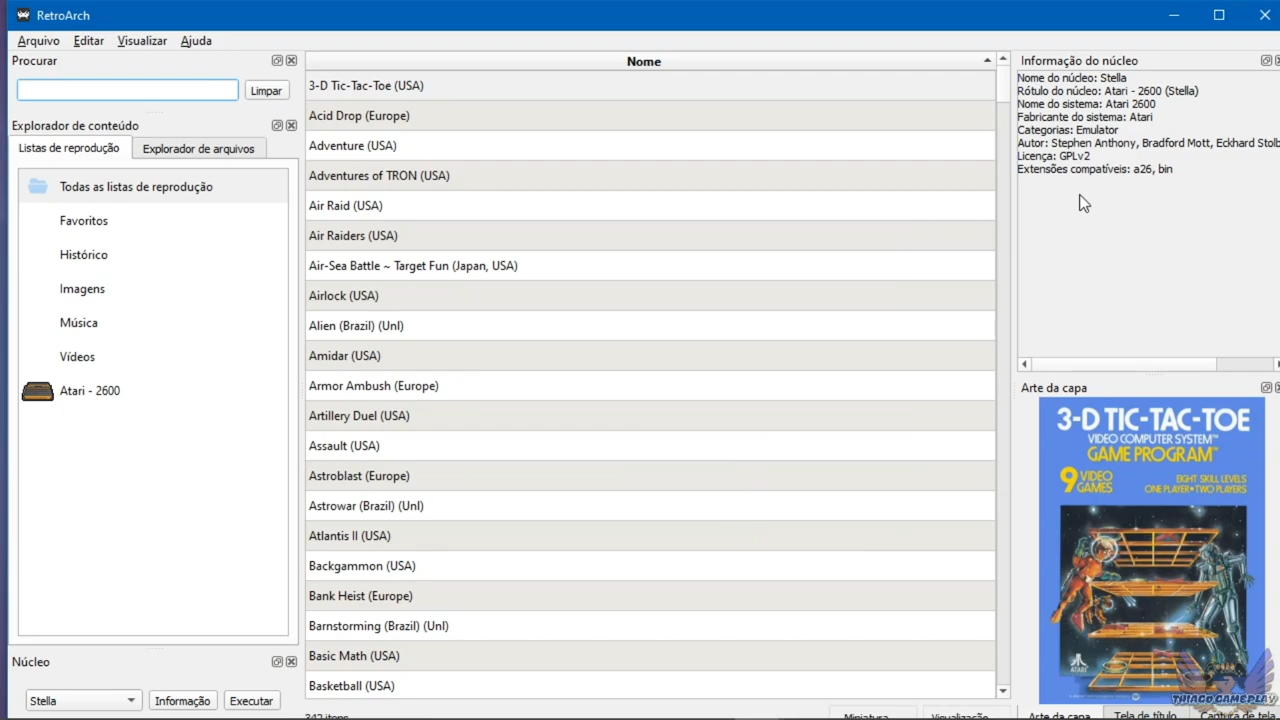 RetroArch
Arquivo Editar Visualizar Ajuda
Procurar
Limpar
Explorador de conteúdo
Listas de reprodução
Explorador de arquivos
Todas as listas de reprodução
Favoritos
Histórico
Imagens
Música
Vídeos
Atari - 2600
Núcleo
Stella
Informação
Executar
Nome
3-D Tic-Tac-Toe (USA)
Acid Drop (Europe)
Adventure (USA)
Adventures of TRON (USA)
Air Raid (USA)
Air Raiders (USA)
Air-Sea Battle ~ Target Fun (Japan, USA)
Airlock (USA)
Alien (Brazil) (Unl)
Amidar (USA)
Armor Ambush (Europe)
Artillery Duel (USA)
Assault (USA)
Astroblast (Europe)
Astrowar (Brazil) (Unl)
Atlantis II (USA)
Backgammon (USA)
Bank Heist (Europe)
Barnstorming (Brazil) (Unl)
Basic Math (USA)
Basketball (USA)
342 itens
Miniatura
Visualização
Informação do núcleo
Nome do núcleo: Stella
Rótulo do núcleo: Atari - 2600 (Stella)
Nome do sistema: Atari 2600
Fabricante do sistema: Atari
Categorias: Emulator
Autor: Stephen Anthony, Bradford Mott, Eckhard Stolb
Licença: GPLv2
Extensões compatíveis: a26, bin
Arte da capa
3-D TIC-TAC-TOE
VIDEO COMPUTER SYSTEM™
GAME PROGRAM™
9 VIDEO GAMES
EIGHT SKILL LEVELS
ONE PLAYER•TWO PLAYERS
ATARI
THIAGO GAMEPLAY
Arte da capa
Tela de título
Captura de tela